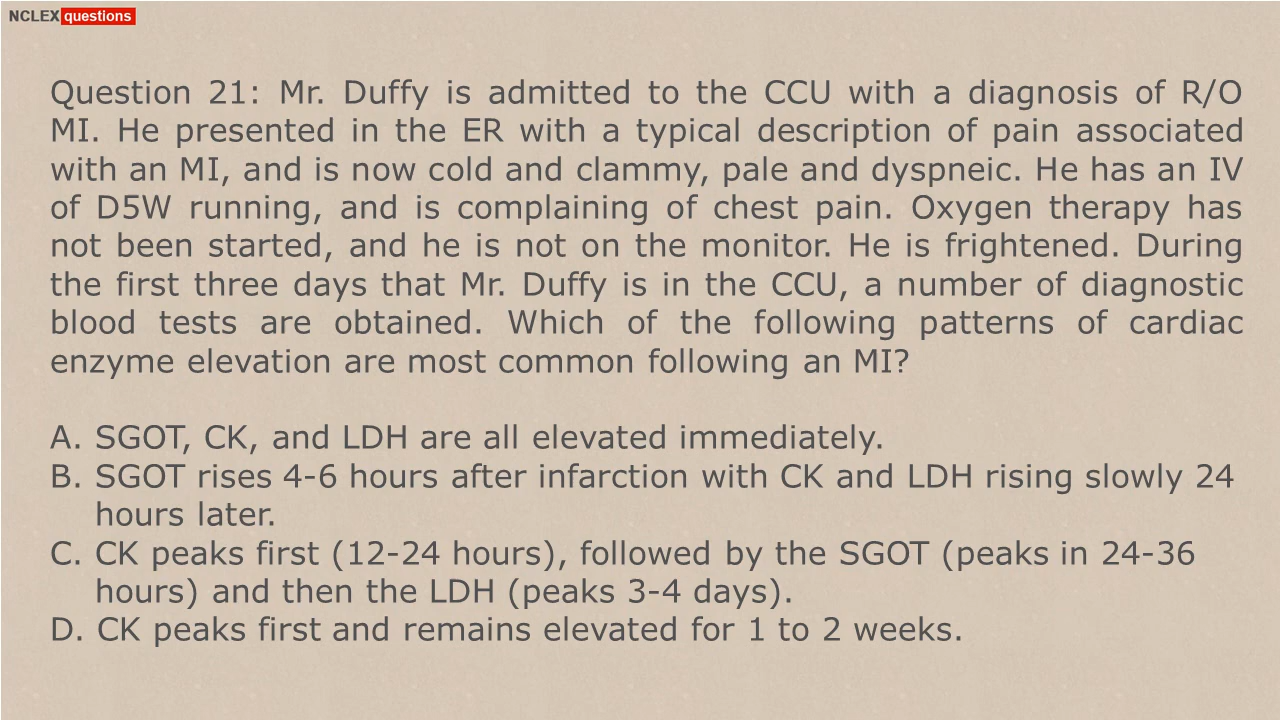 NCLEX questions
Question 21: Mr. Duffy is admitted to the CCU with a diagnosis of R/O
MI. He presented in the ER with a typical description of pain associated
with an MI, and is now cold and clammy, pale and dyspneic. He has an IV
of D5W running, and is complaining of chest pain. Oxygen therapy has
not been started, and he is not on the monitor. He is frightened. During
the first three days that Mr. Duffy is in the CCU, a number of diagnostic
blood tests are obtained. Which of the following patterns of cardiac
enzyme elevation are most common following an MI?
A. SGOT, CK, and LDH are all elevated immediately.
B. SGOT rises 4-6 hours after infarction with CK and LDH rising slowly 24
hours later.
C. CK peaks first (12-24 hours), followed by the SGOT (peaks in 24-36
hours) and then the LDH (peaks 3-4 days).
D. CK peaks first and remains elevated for 1 to 2 weeks.